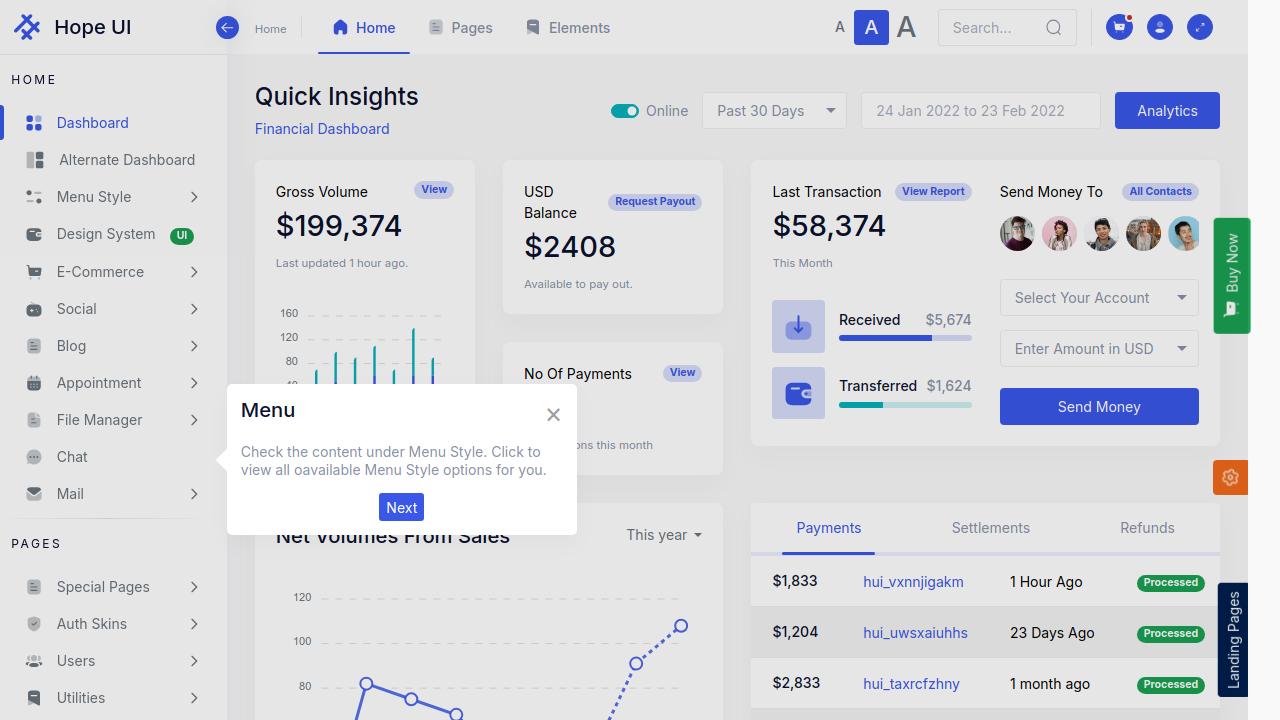 Hope UI
Home
Home
Pages
Elements
A
A
A
Search...
HOME
Dashboard
Alternate Dashboard
Menu Style
Design System
UI
E-Commerce
Social
Blog
Appointment
File Manager
Chat
Mail
PAGES
Special Pages
Auth Skins
Users
Utilities
Quick Insights
Financial Dashboard
Online
Past 30 Days
24 Jan 2022 to 23 Feb 2022
Analytics
Gross Volume
View
$199,374
Last updated 1 hour ago.
160
120
80
USD
Balance
Request Payout
$2408
Available to pay out.
No Of Payments
View
ons this month
Last Transaction
View Report
$58,374
This Month
Received
$5,674
Transferred
$1,624
Send Money To
All Contacts
Select Your Account
Enter Amount in USD
Send Money
Buy Now
Menu
Check the content under Menu Style. Click to
view all oavailable Menu Style options for you.
Next
Net Volumes From Sales
This year
120
100
80
Payments
Settlements
Refunds
$1,833
hui_vxnnjigakm
1 Hour Ago
Processed
$1,204
hui_uwsxaiuhhs
23 Days Ago
Processed
$2,833
hui_taxrcfzhny
1 month ago
Processed
Landing Pages